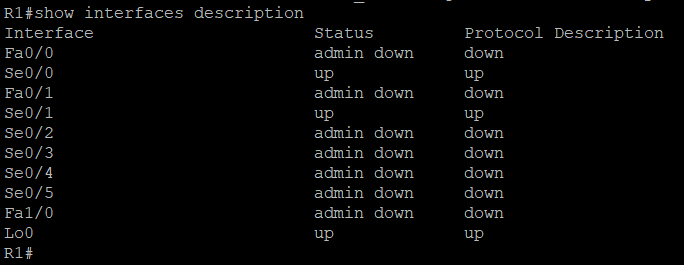 R1#show interfaces description
Interface                      Status         Protocol Description
Fa0/0                          admin down     down
Se0/0                          up             up
Fa0/1                          admin down     down
Se0/1                          up             up
Se0/2                          admin down     down
Se0/3                          admin down     down
Se0/4                          admin down     down
Se0/5                          admin down     down
Fa1/0                          admin down     down
Lo0                            up             up
R1#